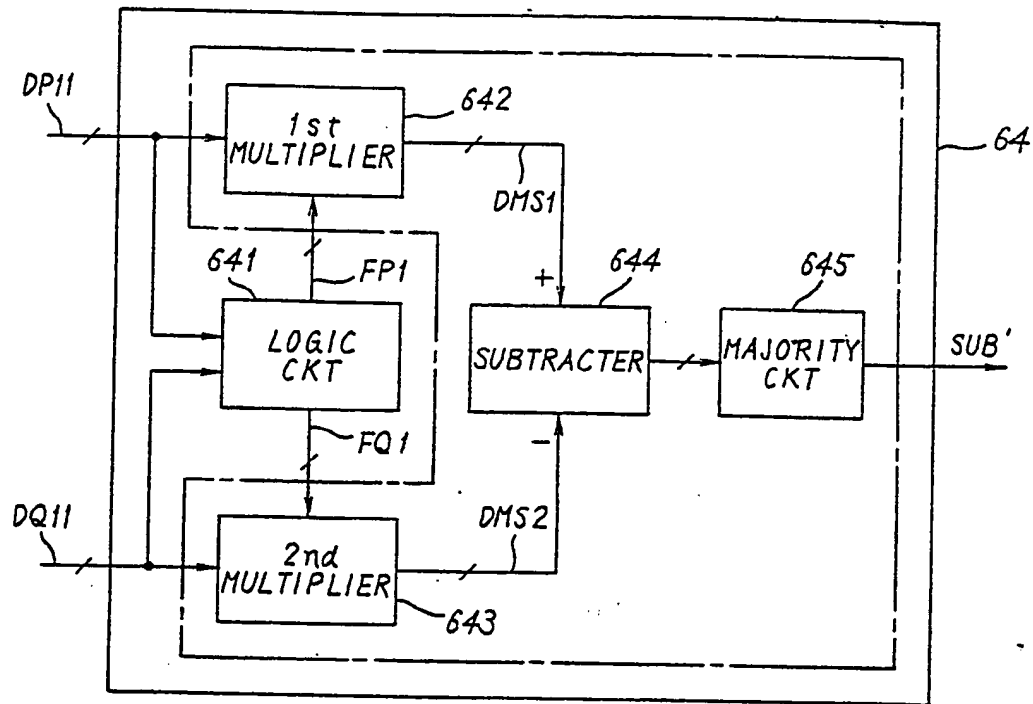 DP11
1st
MULTIPLIER
642
64
DMS1
641
FP1
LOGIC
CKT
+
644
SUBTRACTER
645
MAJORITY
CKT
SUB'
FQ1
-
DQ11
2nd
MULTIPLIER
DMS2
643